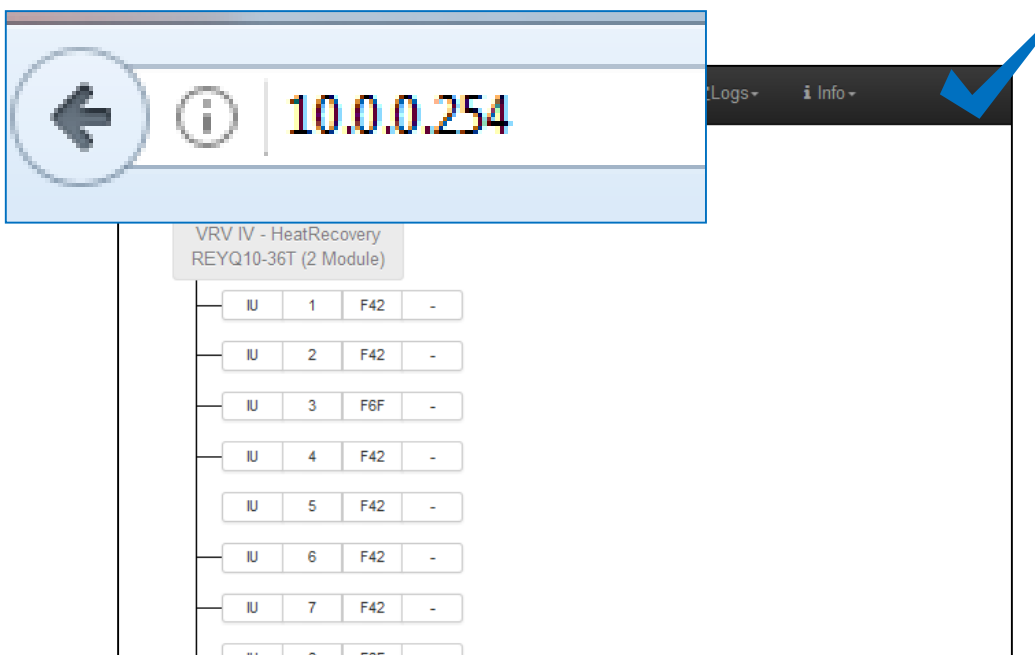 10.0.0.254
Logs
i Info
VRV IV - HeatRecovery
REYQ10-36T (2 Module)
IU 1 F42 -
IU 2 F42 -
IU 3 F6F -
IU 4 F42 -
IU 5 F42 -
IU 6 F42 -
IU 7 F42 -